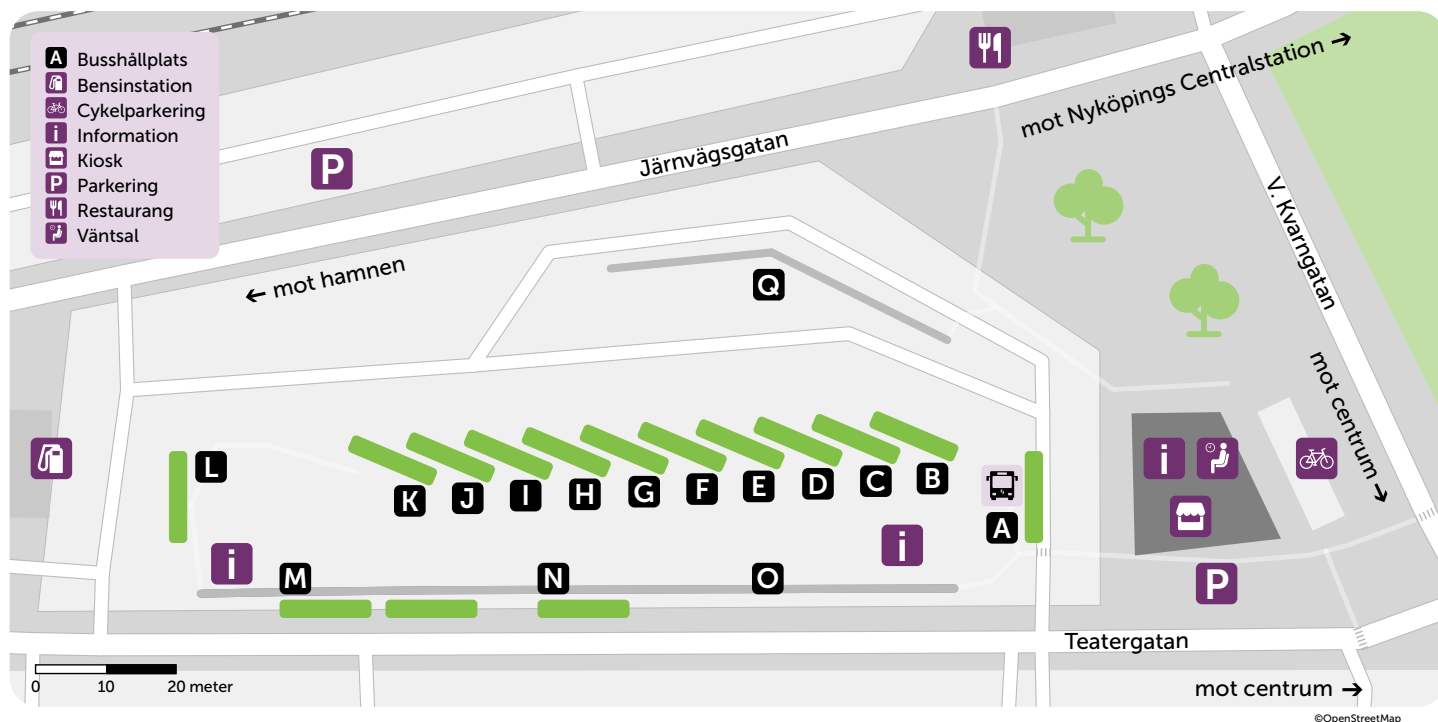 A Busshållplats
Bensinstation
Cykelparkering
i Information
Kiosk
P Parkering
Restaurang
Väntsal
mot Nyköpings Centralstation →
Järnvägsgatan
P
V. Kvarngatan
← mot hamnen
Q
mot centrum →
L
K
J
I
H
G
F
E
D
C
B
A
i
i
i
M
N
O
P
Teatergatan
0 10 20 meter
mot centrum →
©OpenStreetMap